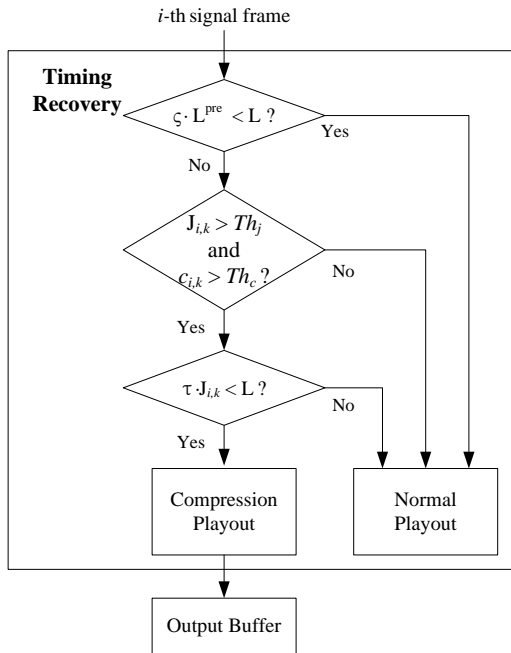 i-th signal frame
Timing
Recovery
ς· L^pre < L ?
Yes
No
J_i,k > Th_j
and
c_i,k > Th_c ?
No
Yes
τ·J_i,k < L ?
No
Yes
Compression
Playout
Normal
Playout
Output Buffer